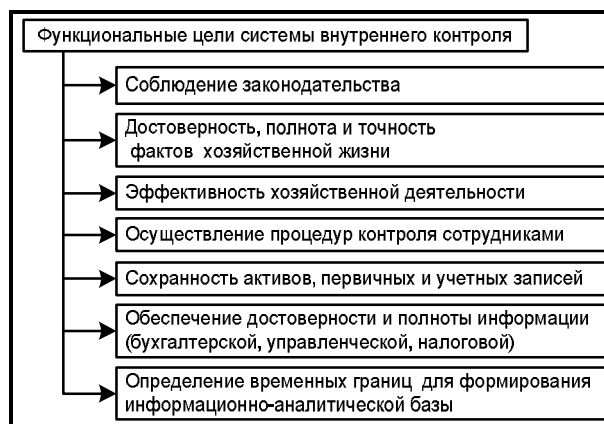 Функциональные цели системы внутреннего контроля
Соблюдение законодательства
Достоверность, полнота и точность
фактов хозяйственной жизни
Эффективность хозяйственной деятельности
Осуществление процедур контроля сотрудниками
Сохранность активов, первичных и учетных записей
Обеспечение достоверности и полноты информации
(бухгалтерской, управленческой, налоговой)
Определение временных границ для формирования
информационно-аналитической базы